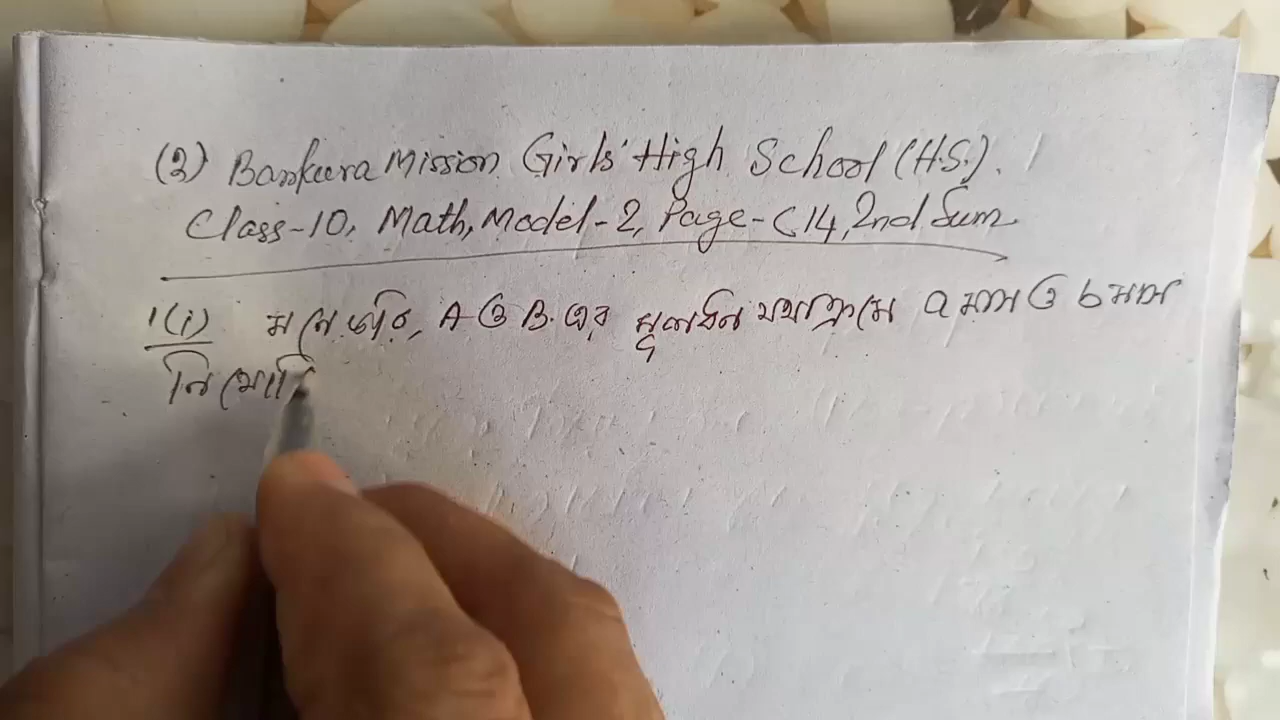 (2) Bankura Mission Girls' High School (H.S.).
Class-10, Math, Model-2, Page-C14, 2nd Sum
1(i) মনে করি, A ও B. এর মূলধন যথাক্রমে a মাস ও b মাস
নিয়োজি